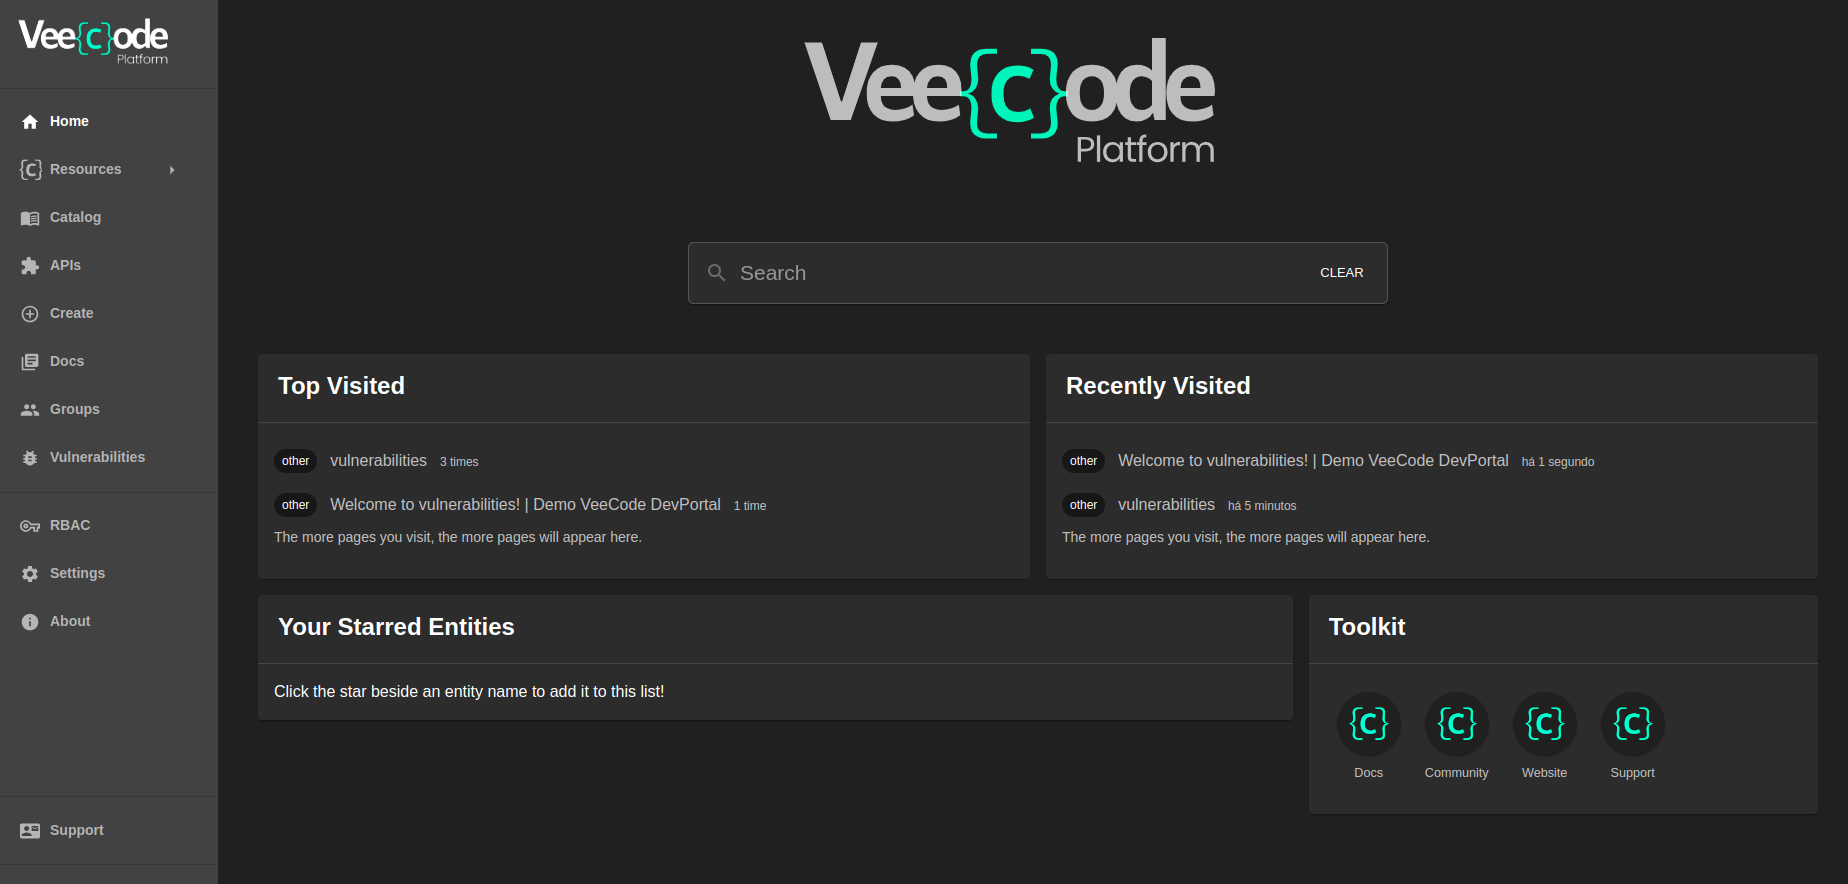 Vee{c}ode
Platform
Home
Resources
Catalog
APIs
Create
Docs
Groups
Vulnerabilities
RBAC
Settings
About
Support
Vee{c}ode
Platform
Search
CLEAR
Top Visited
other vulnerabilities 3 times
other Welcome to vulnerabilities! | Demo VeeCode DevPortal 1 time
The more pages you visit, the more pages will appear here.
Recently Visited
other Welcome to vulnerabilities! | Demo VeeCode DevPortal há 1 segundo
other vulnerabilities há 5 minutos
The more pages you visit, the more pages will appear here.
Your Starred Entities
Click the star beside an entity name to add it to this list!
Toolkit
{c} {c} {c} {c}
Docs Community Website Support